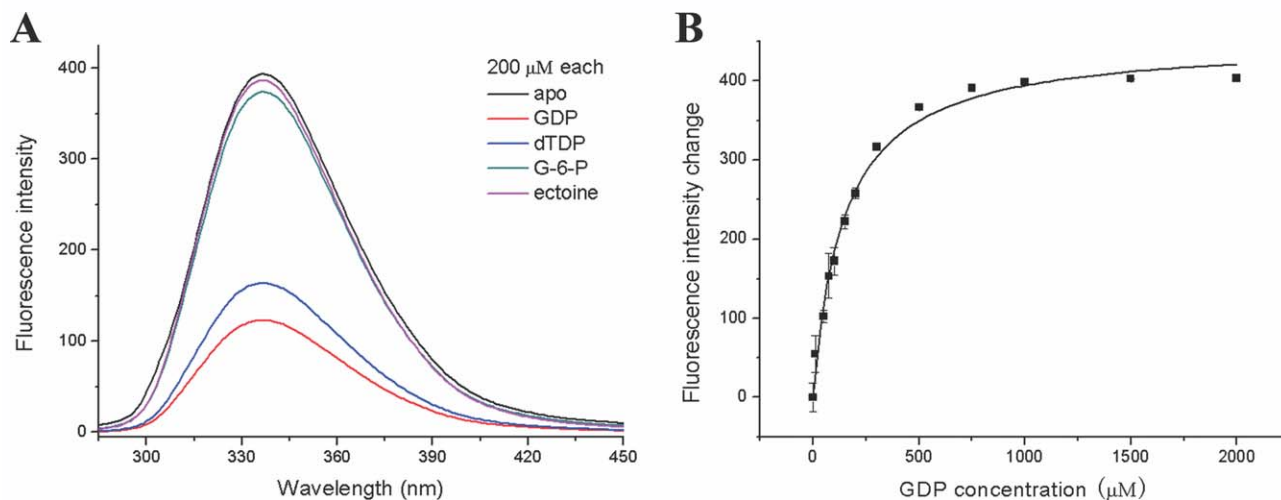 A
Fluorescence intensity
400
300
200
100
0
300
330
360
390
420
450
Wavelength (nm)
200 μM each
apo
GDP
dTDP
G-6-P
ectoine
B
Fluorescence intensity change
400
300
200
100
0
0
500
1000
1500
2000
GDP concentration (μM)